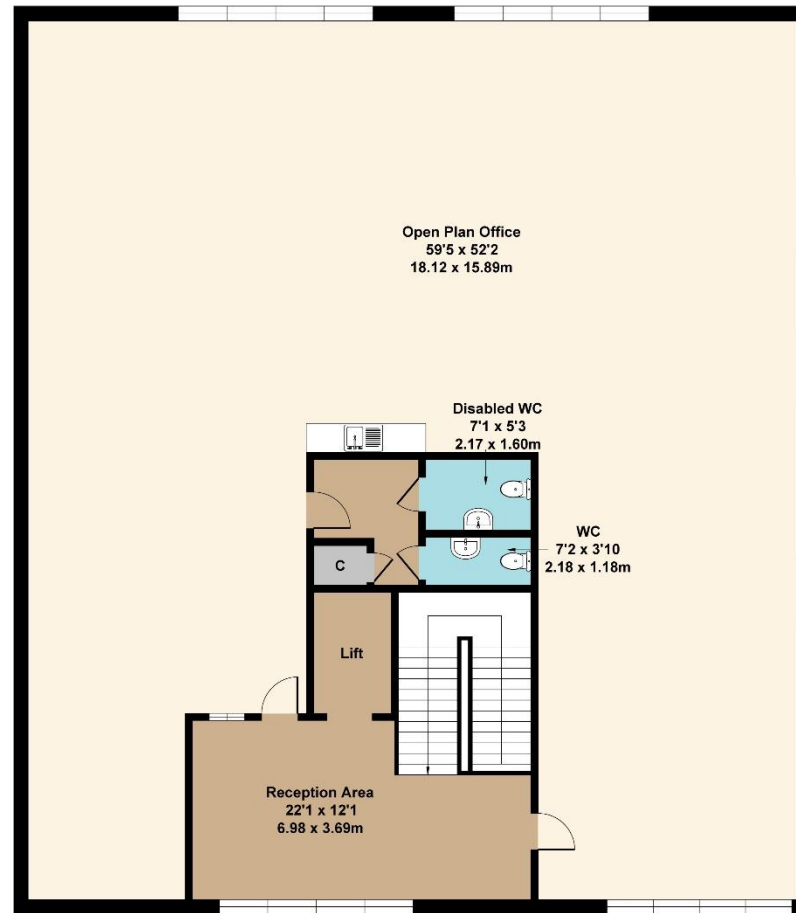 Open Plan Office
59'5 x 52'2
18.12 x 15.89m
Disabled WC
7'1 x 5'3
2.17 x 1.60m
WC
7'2 x 3'10
2.18 x 1.18m
C
Lift
Reception Area
22'1 x 12'1
6.98 x 3.69m